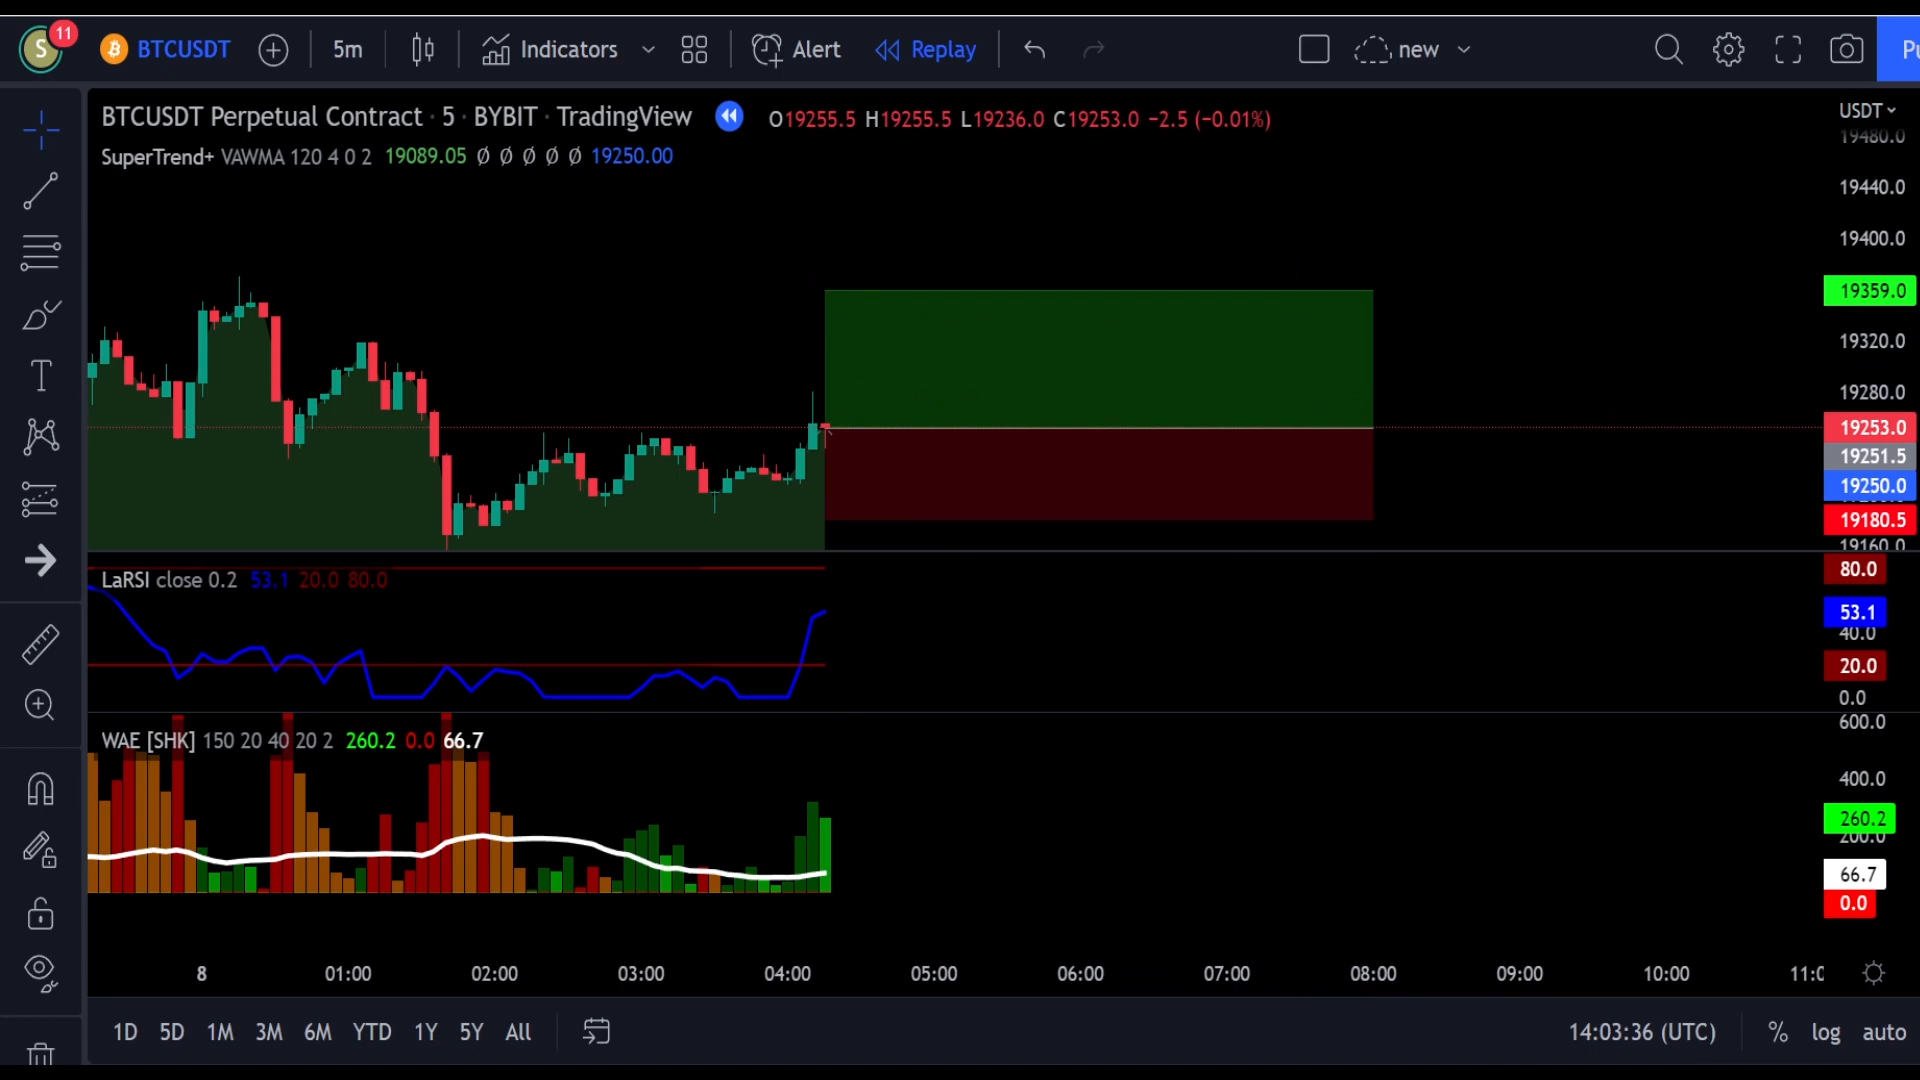 S 11 BTCUSDT 5m Indicators Alert Replay new Pu
BTCUSDT Perpetual Contract · 5 · BYBIT · TradingView O19255.5 H19255.5 L19236.0 C19253.0 −2.5 (−0.01%)
SuperTrend+ VAWMA 120 4 0 2 19089.05 Ø Ø Ø Ø Ø 19250.00
USDT
19480.0
19440.0
19400.0
19359.0
19320.0
19280.0
19253.0
19251.5
19250.0
19180.5
19160.0
LaRSI close 0.2 53.1 20.0 80.0
80.0
53.1
40.0
20.0
0.0
WAE [SHK] 150 20 40 20 2 260.2 0.0 66.7
600.0
400.0
260.2
200.0
66.7
0.0
8 01:00 02:00 03:00 04:00 05:00 06:00 07:00 08:00 09:00 10:00 11:0
1D 5D 1M 3M 6M YTD 1Y 5Y All 14:03:36 (UTC) % log auto